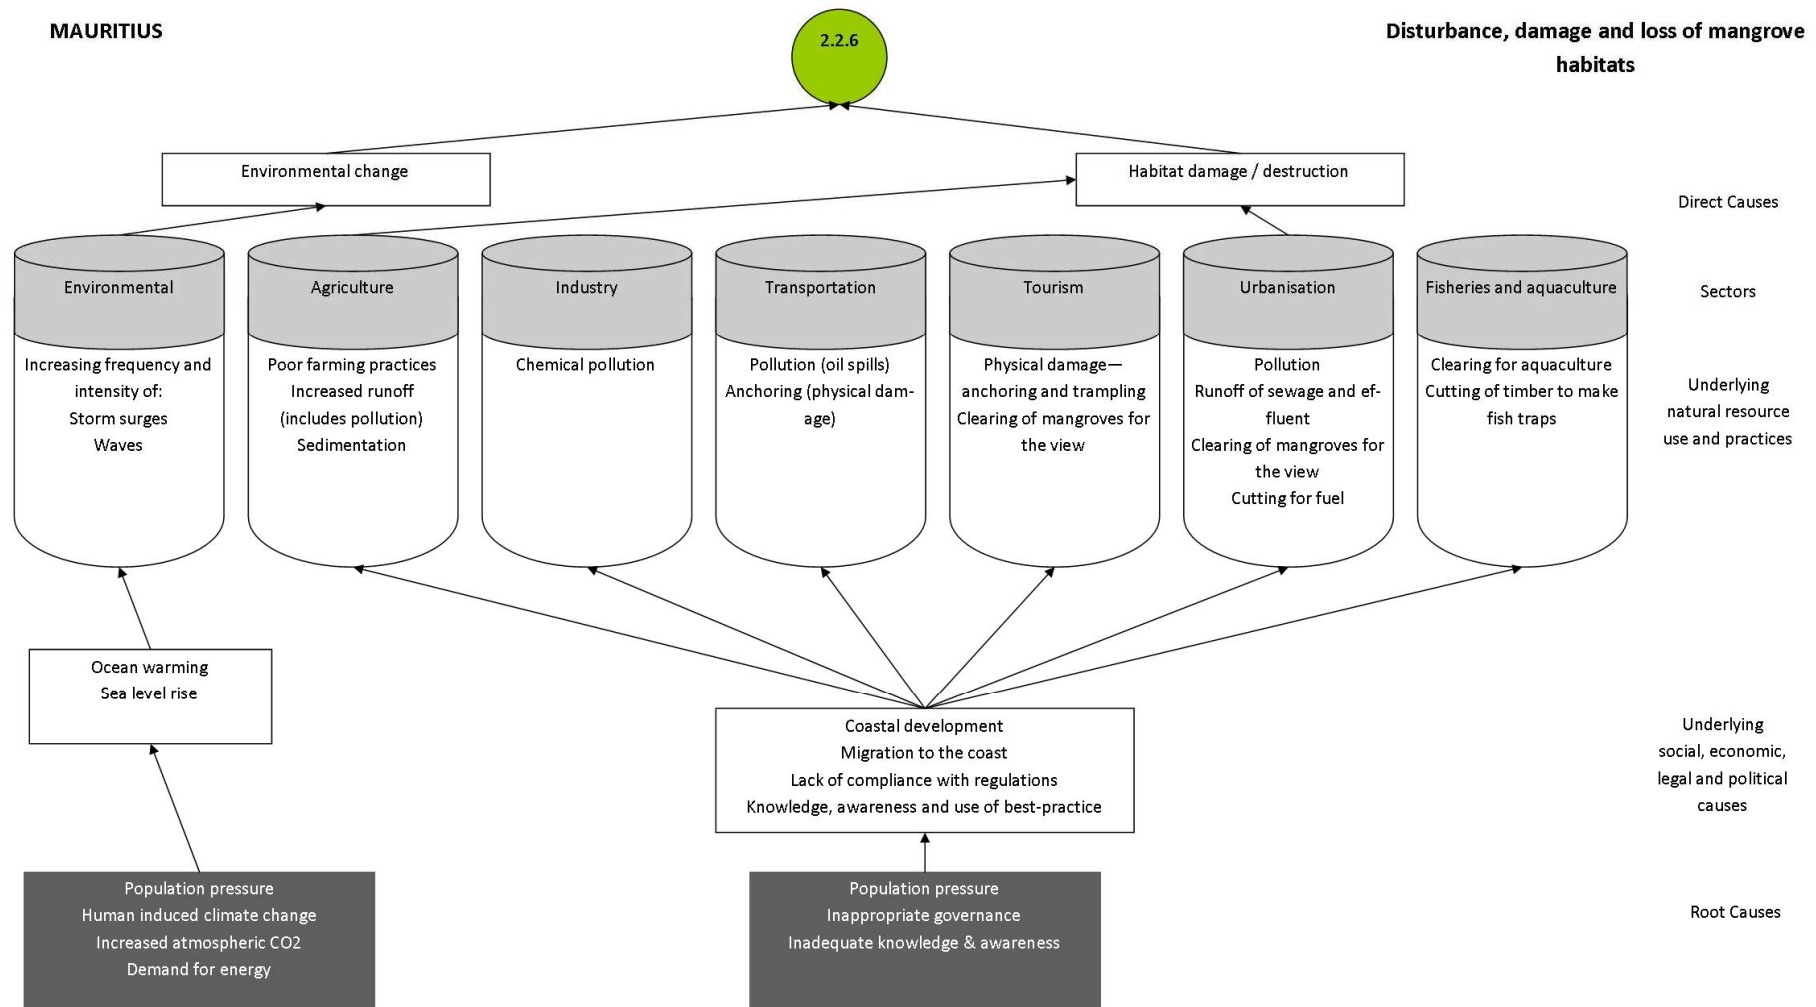 MAURITIUS
2.2.6
Disturbance, damage and loss of mangrove
habitats
Environmental change
Habitat damage / destruction
Direct Causes
Environmental
Agriculture
Industry
Transportation
Tourism
Urbanisation
Fisheries and aquaculture
Sectors
Increasing frequency and
intensity of:
Storm surges
Waves
Poor farming practices
Increased runoff
(includes pollution)
Sedimentation
Chemical pollution
Pollution (oil spills)
Anchoring (physical dam-
age)
Physical damage—
anchoring and trampling
Clearing of mangroves for
the view
Pollution
Runoff of sewage and ef-
fluent
Clearing of mangroves for
the view
Cutting for fuel
Clearing for aquaculture
Cutting of timber to make
fish traps
Underlying
natural resource
use and practices
Ocean warming
Sea level rise
Coastal development
Migration to the coast
Lack of compliance with regulations
Knowledge, awareness and use of best-practice
Underlying
social, economic,
legal and political
causes
Population pressure
Human induced climate change
Increased atmospheric CO2
Demand for energy
Population pressure
Inappropriate governance
Inadequate knowledge & awareness
Root Causes